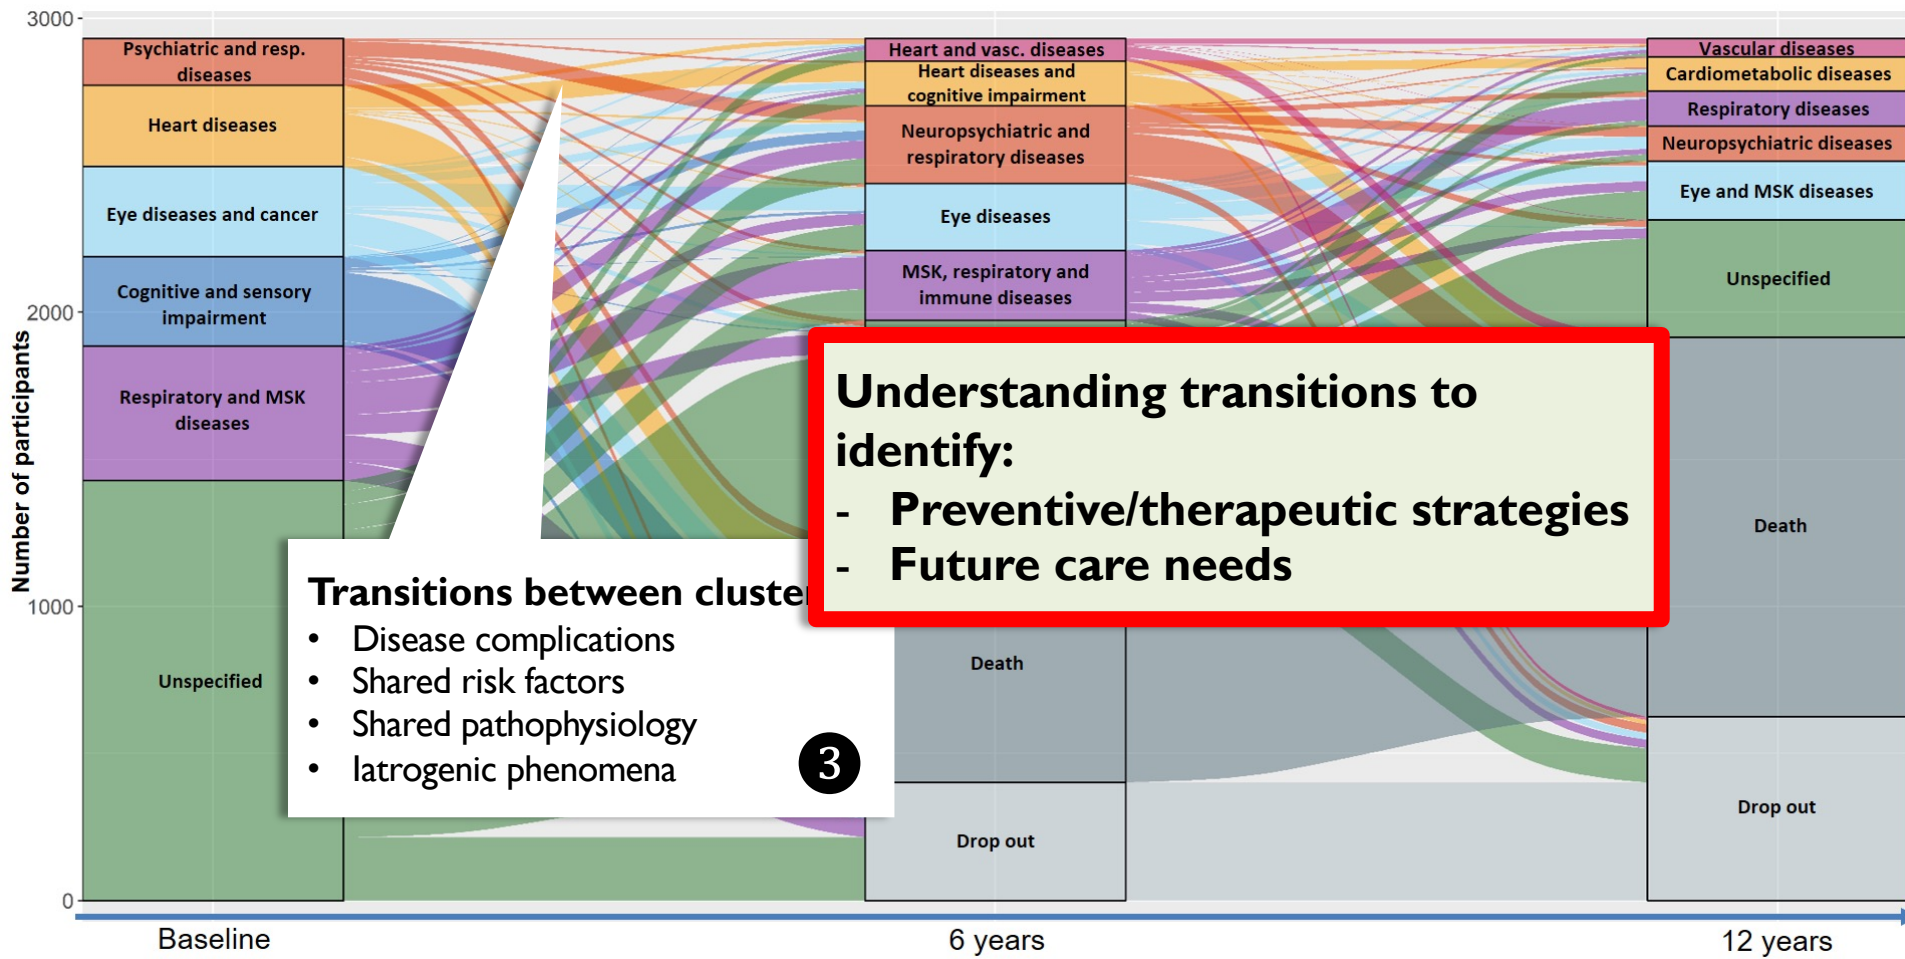 3000
2000
1000
0
Number of participants
Psychiatric and resp.
diseases
Heart diseases
Eye diseases and cancer
Cognitive and sensory
impairment
Respiratory and MSK
diseases
Unspecified
Heart and vasc. diseases
Heart diseases and
cognitive impairment
Neuropsychiatric and
respiratory diseases
Eye diseases
MSK, respiratory and
immune diseases
Death
Drop out
Vascular diseases
Cardiometabolic diseases
Respiratory diseases
Neuropsychiatric diseases
Eye and MSK diseases
Unspecified
Death
Drop out
Transitions between cluste
• Disease complications
• Shared risk factors
• Shared pathophysiology
• Iatrogenic phenomena
3
Understanding transitions to
identify:
- Preventive/therapeutic strategies
- Future care needs
Baseline
6 years
12 years